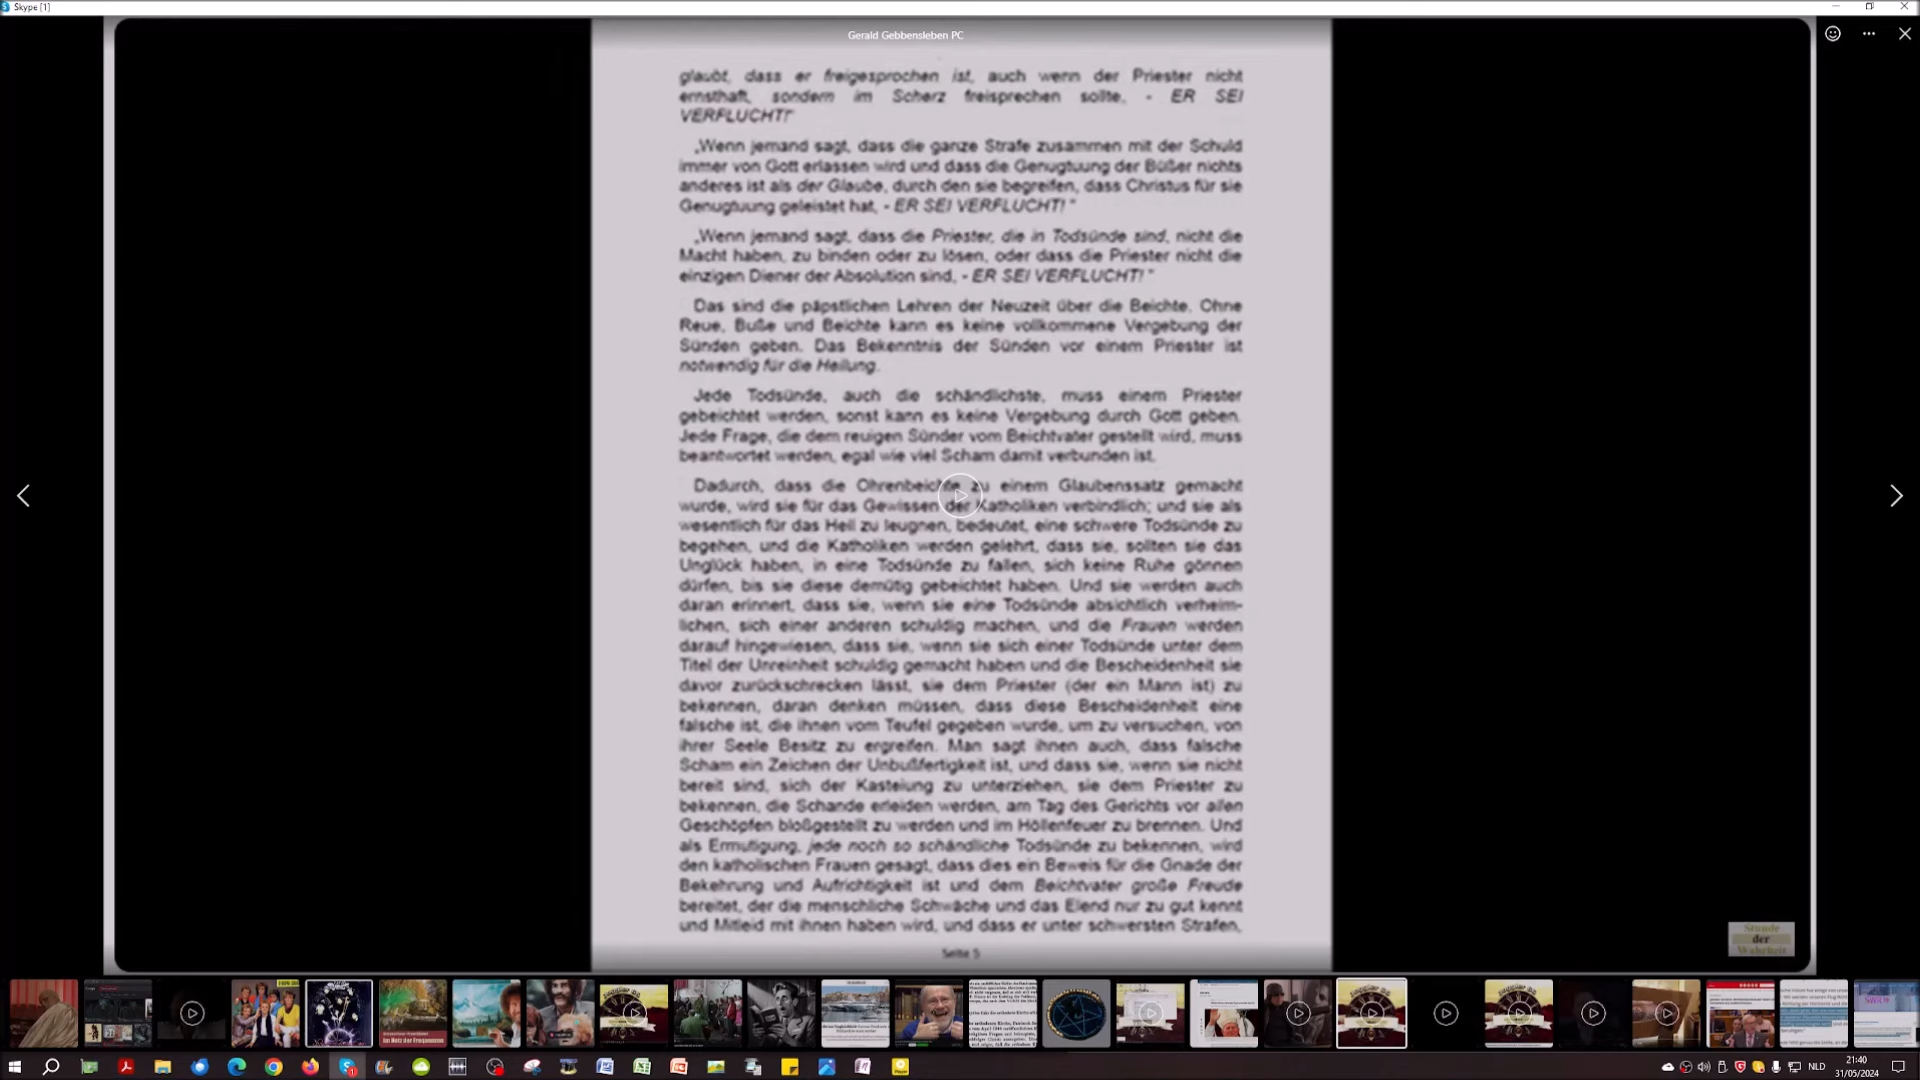 Skype [1]
Gerald Gebbensleben PC
glaubt, dass er freigesprochen ist, auch wenn der Priester nicht
ernsthaft, sondern im Scherz freisprechen sollte, - ER SEI
VERFLUCHT!"
„Wenn jemand sagt, dass die ganze Strafe zusammen mit der Schuld
immer von Gott erlassen wird und dass die Genugtuung der Büßer nichts
anderes ist als der Glaube, durch den sie begreifen, dass Christus für sie
Genugtuung geleistet hat, - ER SEI VERFLUCHT! "
„Wenn jemand sagt, dass die Priester, die in Todsünde sind, nicht die
Macht haben, zu binden oder zu lösen, oder dass die Priester nicht die
einzigen Diener der Absolution sind, - ER SEI VERFLUCHT! "
Das sind die päpstlichen Lehren der Neuzeit über die Beichte. Ohne
Reue, Buße und Beichte kann es keine vollkommene Vergebung der
Sünden geben. Das Bekenntnis der Sünden vor einem Priester ist
notwendig für die Heilung.
Jede Todsünde, auch die schändlichste, muss einem Priester
gebeichtet werden, sonst kann es keine Vergebung durch Gott geben.
Jede Frage, die dem reuigen Sünder vom Beichtvater gestellt wird, muss
beantwortet werden, egal wie viel Scham damit verbunden ist.
Dadurch, dass die Ohrenbeichte zu einem Glaubenssatz gemacht
wurde, wird sie für das Gewissen der Katholiken verbindlich; und sie als
wesentlich für das Heil zu leugnen, bedeutet, eine schwere Todsünde zu
begehen, und die Katholiken werden gelehrt, dass sie, sollten sie das
Unglück haben, in eine Todsünde zu fallen, sich keine Ruhe gönnen
dürfen, bis sie diese demütig gebeichtet haben. Und sie werden auch
daran erinnert, dass sie, wenn sie eine Todsünde absichtlich verheim-
lichen, sich einer anderen schuldig machen, und die Frauen werden
darauf hingewiesen, dass sie, wenn sie sich einer Todsünde unter dem
Titel der Unreinheit schuldig gemacht haben und die Bescheidenheit sie
davor zurückschrecken lässt, sie dem Priester (der ein Mann ist) zu
bekennen, daran denken müssen, dass diese Bescheidenheit eine
falsche ist, die ihnen vom Teufel gegeben wurde, um zu versuchen, von
ihrer Seele Besitz zu ergreifen. Man sagt ihnen auch, dass falsche
Scham ein Zeichen der Unbußfertigkeit ist, und dass sie, wenn sie nicht
bereit sind, sich der Kasteiung zu unterziehen, sie dem Priester zu
bekennen, die Schande erleiden werden, am Tag des Gerichts vor allen
Geschöpfen bloßgestellt zu werden und im Höllenfeuer zu brennen. Und
als Ermutigung, jede noch so schändliche Todsünde zu bekennen, wird
den katholischen Frauen gesagt, dass dies ein Beweis für die Gnade der
Bekehrung und Aufrichtigkeit ist und dem Beichtvater große Freude
bereitet, der die menschliche Schwäche und das Elend nur zu gut kennt
und Mitleid mit ihnen haben wird, und dass er unter schwersten Strafen,
Seite 5
Stunde
der
Wahrheit
im Netz der Freimaurer
NLD
21:40
31/05/2024